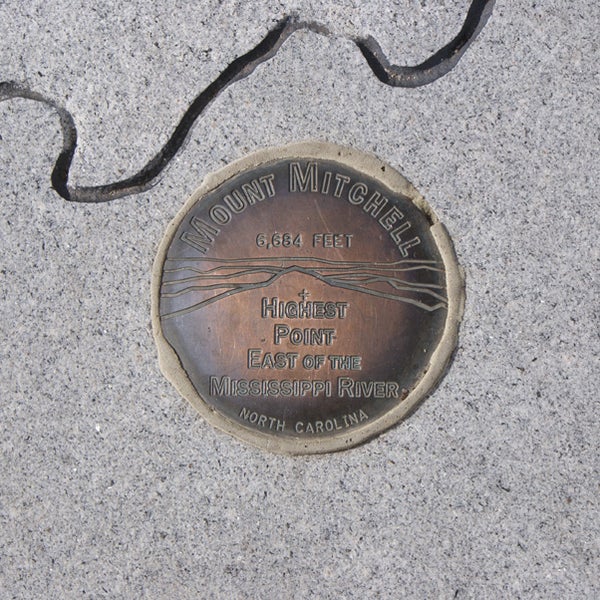 Mount Mitchell
6,684 FEET
Highest
Point
East of the
Mississippi River
NORTH CAROLINA